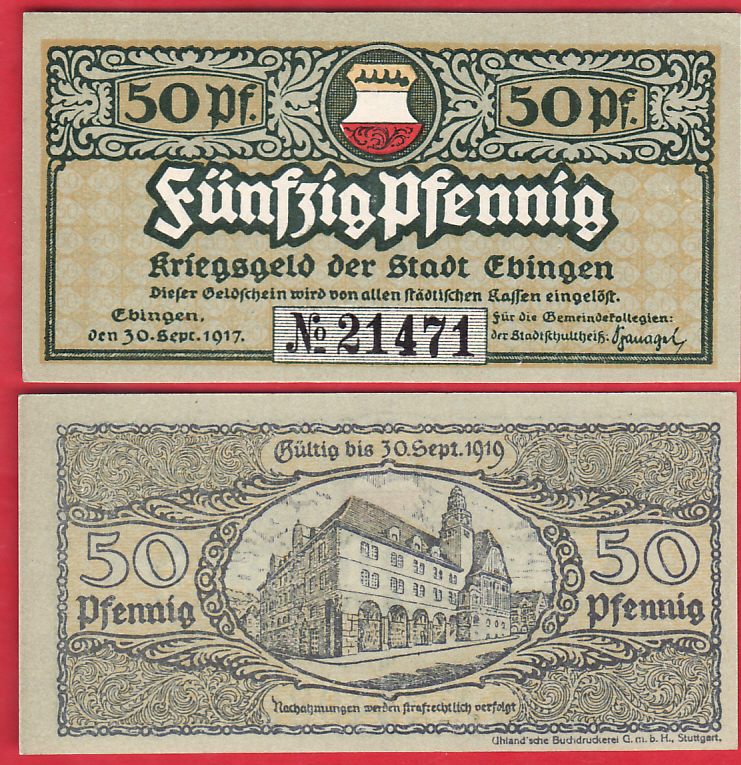 50 Pf.
50 Pf.
Fünfzig Pfennig
Kriegsgeld der Stadt Ebingen
Dieser Geldschein wird von allen städtischen Kassen eingelöst.
Ebingen,
den 30. Sept. 1917.
No 21471
Für die Gemeindekollegien:
der Stadtschultheiß: Spanagel
Gültig bis 30. Sept. 1919
50
Pfennig
50
Pfennig
Nachahmungen werden strafrechtlich verfolgt
Uhland'sche Buchdruckerei G. m. b. H., Stuttgart.